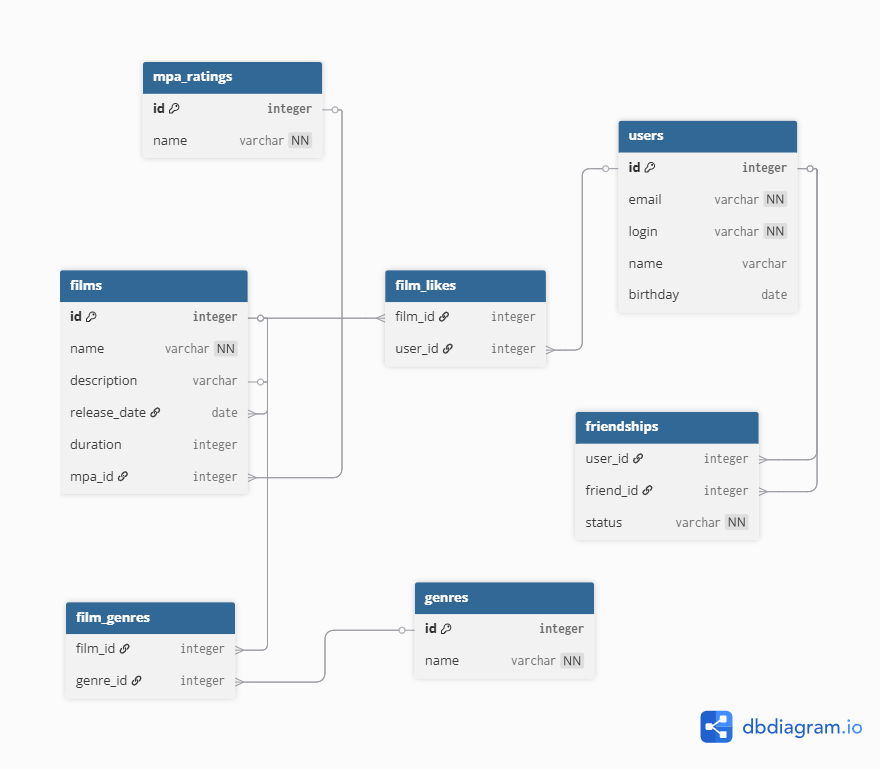 mpa_ratings
id integer
name varchar NN
users
id integer
email varchar NN
login varchar NN
name varchar
birthday date
films
id integer
name varchar NN
description varchar
release_date date
duration integer
mpa_id integer
film_likes
film_id integer
user_id integer
friendships
user_id integer
friend_id integer
status varchar NN
genres
id integer
name varchar NN
film_genres
film_id integer
genre_id integer
dbdiagram.io